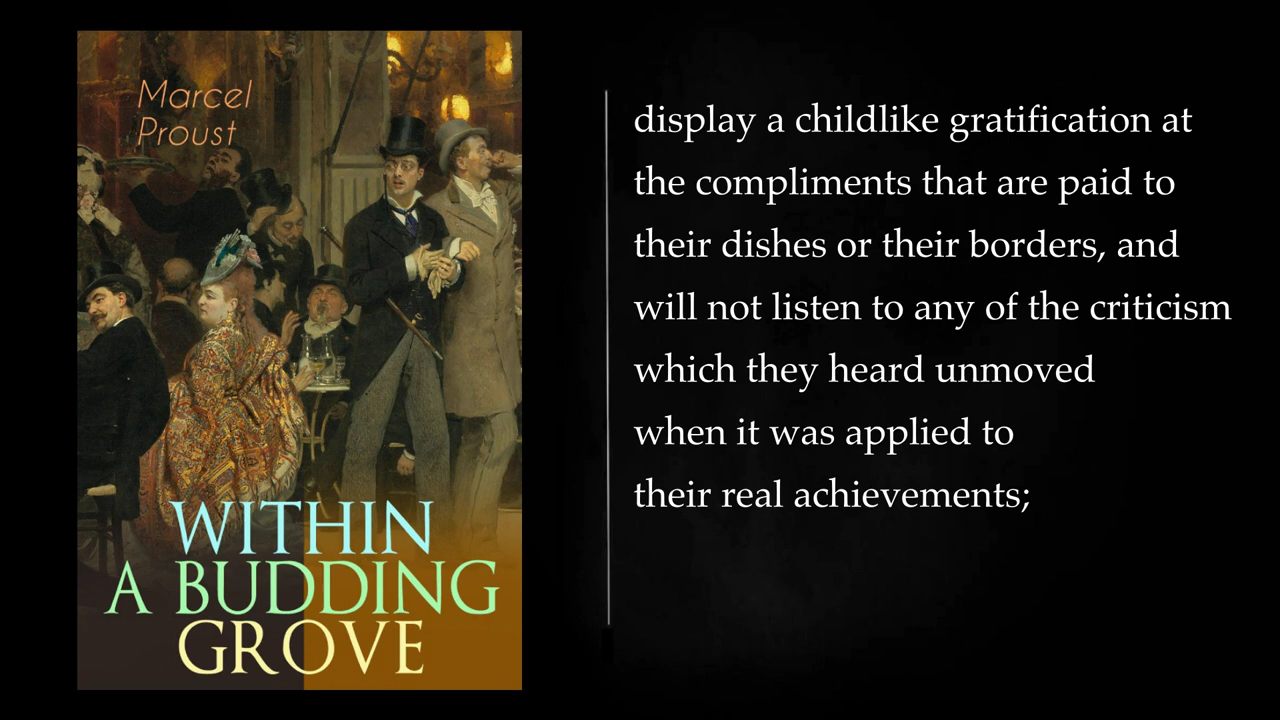 Marcel
Proust
WITHIN
A BUDDING
GROVE
display a childlike gratification at
the compliments that are paid to
their dishes or their borders, and
will not listen to any of the criticism
which they heard unmoved
when it was applied to
their real achievements;